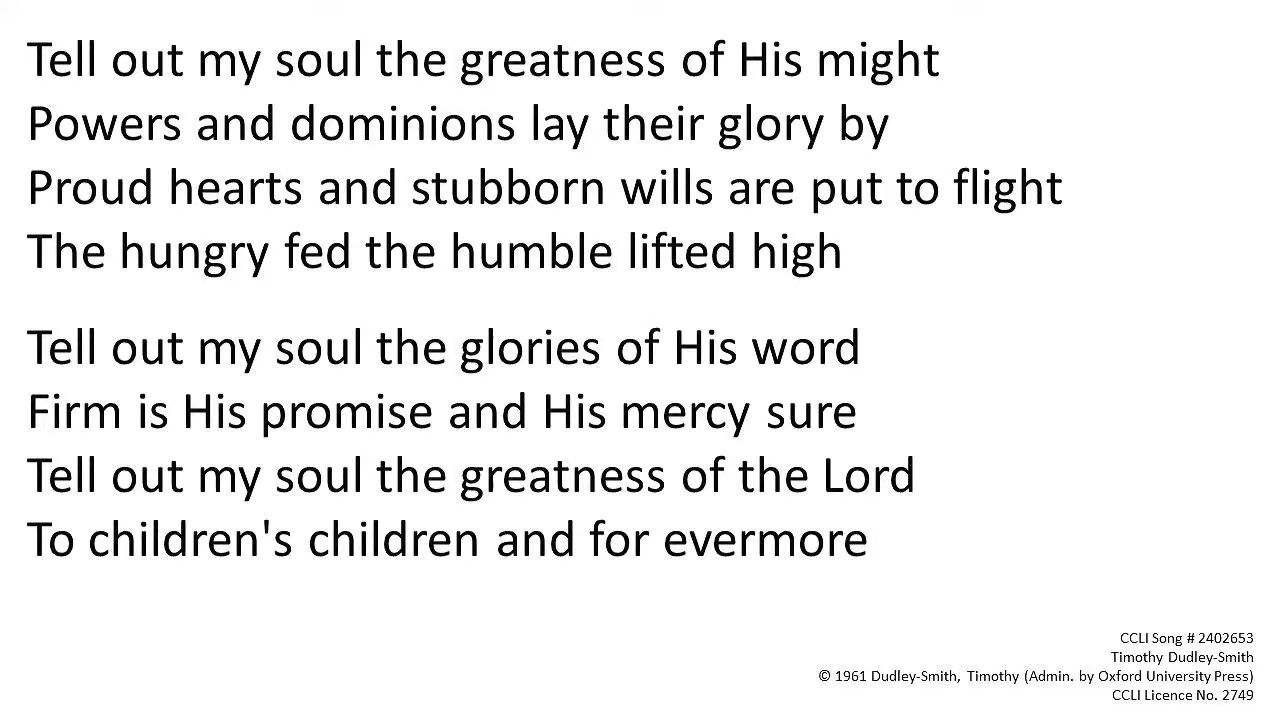 Tell out my soul the greatness of His might
Powers and dominions lay their glory by
Proud hearts and stubborn wills are put to flight
The hungry fed the humble lifted high
Tell out my soul the glories of His word
Firm is His promise and His mercy sure
Tell out my soul the greatness of the Lord
To children's children and for evermore
CCLI Song # 2402653
Timothy Dudley-Smith
© 1961 Dudley-Smith, Timothy (Admin. by Oxford University Press)
CCLI Licence No. 2749